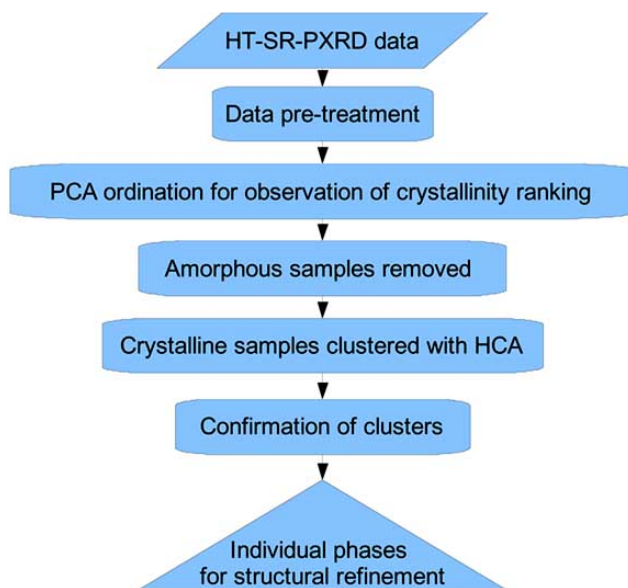 HT-SR-PXRD data
Data pre-treatment
PCA ordination for observation of crystallinity ranking
Amorphous samples removed
Crystalline samples clustered with HCA
Confirmation of clusters
Individual phases
for structural refinement